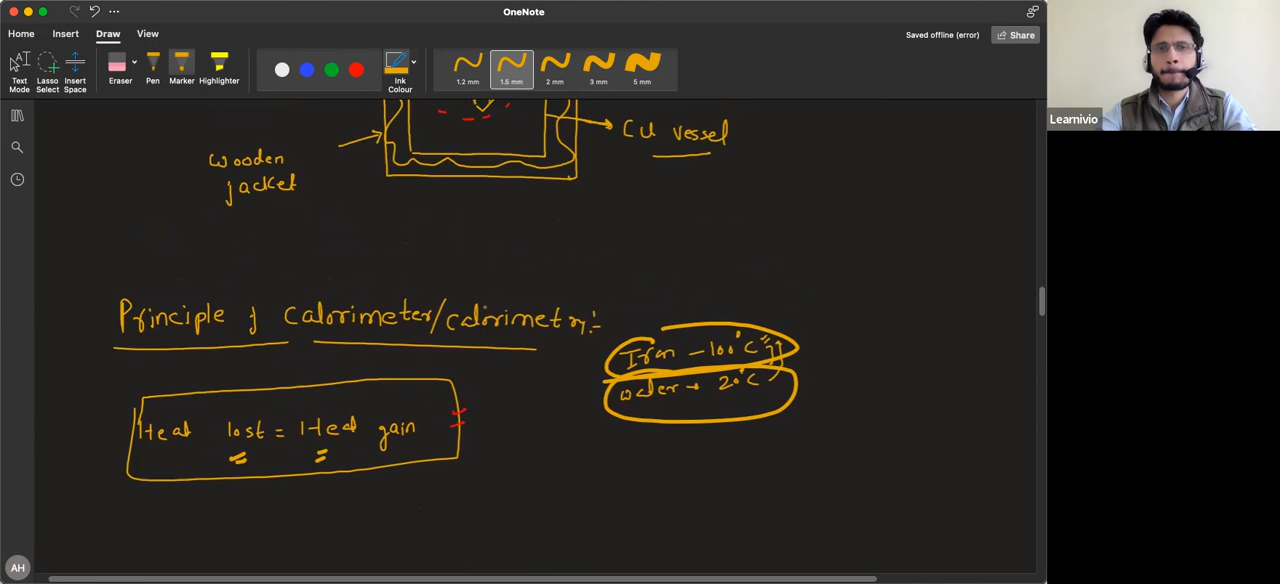 OneNote
Home Insert Draw View
Saved offline (error) Share
Text Mode
Lasso Select
Insert Space
Eraser
Pen
Marker
Highlighter
Ink Colour
1.2 mm
1.5 mm
2 mm
3 mm
5 mm
Learnivio
Cu vessel
wooden
jacket
Principle of Calorimeter/calorimetry:-
Iron - 100°C
water → 20°C
Heat lost = Heat gain
AH